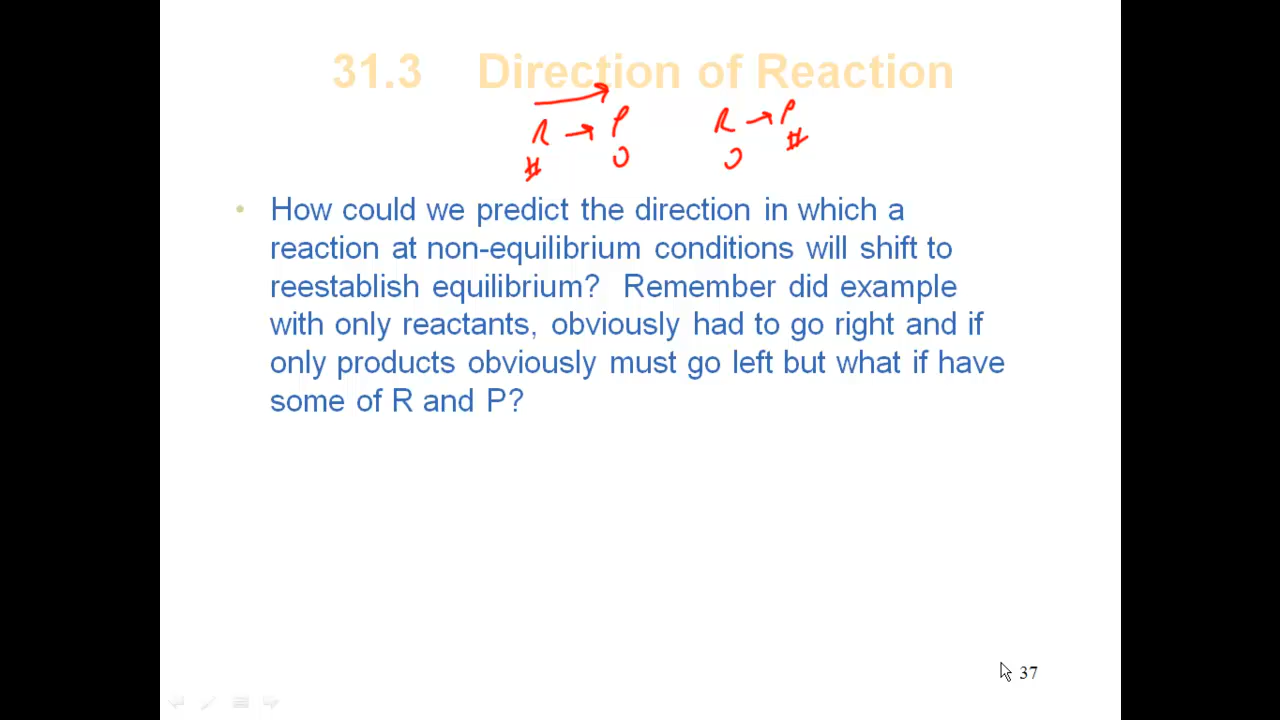 31.3 Direction of Reaction
R → P R → P
# 0 0 #
• How could we predict the direction in which a
reaction at non-equilibrium conditions will shift to
reestablish equilibrium? Remember did example
with only reactants, obviously had to go right and if
only products obviously must go left but what if have
some of R and P?
37